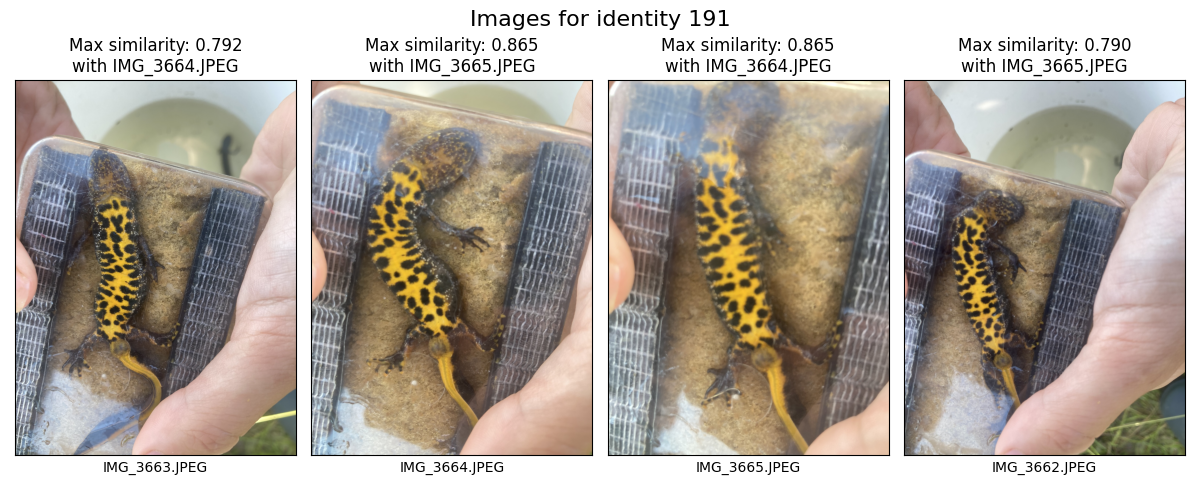 Images for identity 191
Max similarity: 0.792
with IMG_3664.JPEG
Max similarity: 0.865
with IMG_3665.JPEG
Max similarity: 0.865
with IMG_3664.JPEG
Max similarity: 0.790
with IMG_3665.JPEG
IMG_3663.JPEG
IMG_3664.JPEG
IMG_3665.JPEG
IMG_3662.JPEG